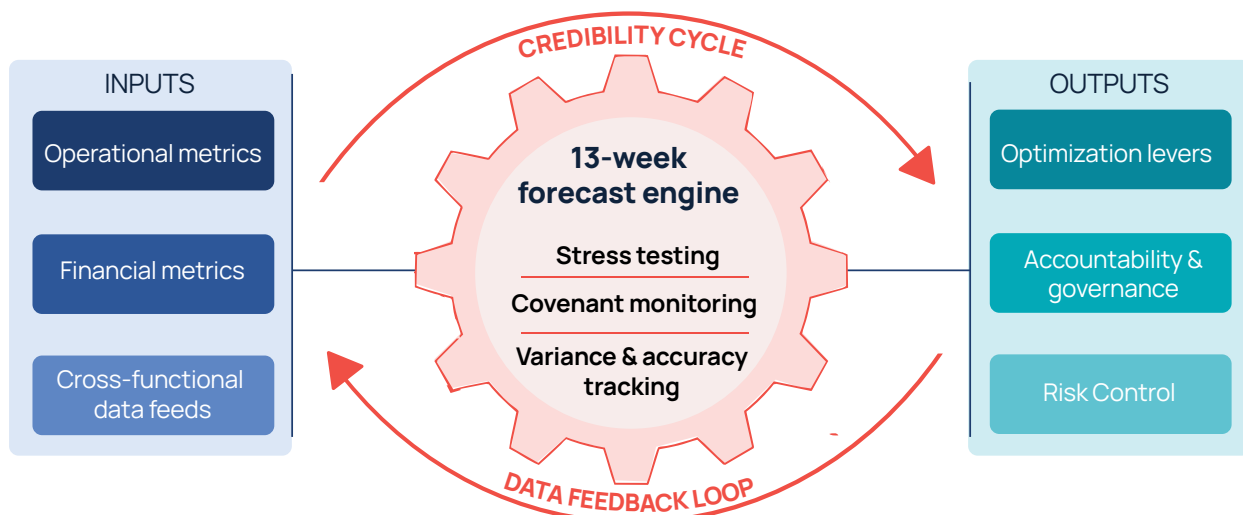 CREDIBILITY CYCLE
INPUTS
Operational metrics
Financial metrics
Cross-functional
data feeds
13-week
forecast engine
Stress testing
Covenant monitoring
Variance & accuracy
tracking
OUTPUTS
Optimization levers
Accountability &
governance
Risk Control
DATA FEEDBACK LOOP